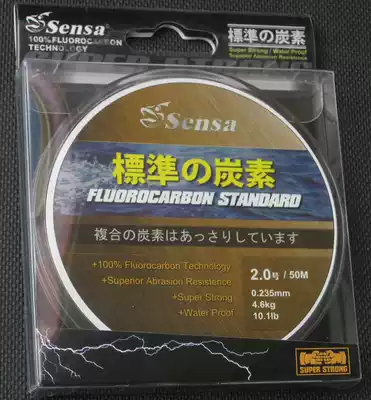 Sensa
100% FLUOROCARBON
TECHNOLOGY
標準の炭素
Super Strong / Water Proof
Superior Abrasion Resistance
SUPER STRONG
Sensa
標準の炭素
FLUOROCARBON STANDARD
複合の炭素はあっさりしています
+100% Fluorocarbon Technology
+Superior Abrasion Resistence
+Super Strong
+Water Proof
2.0号 / 50M
0.235mm
4.6kg
10.1lb
SUPER STRONG